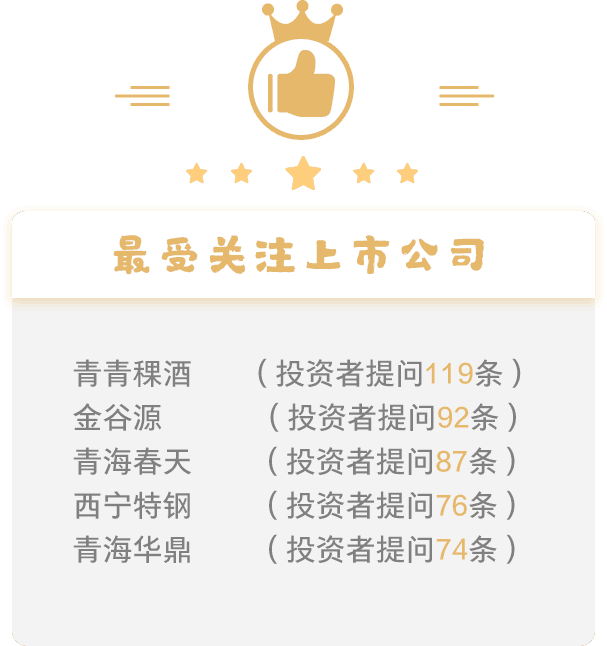 最受关注上市公司
青青稞酒 （投资者提问119条）
金谷源 （投资者提问92条）
青海春天 （投资者提问87条）
西宁特钢 （投资者提问76条）
青海华鼎 （投资者提问74条）